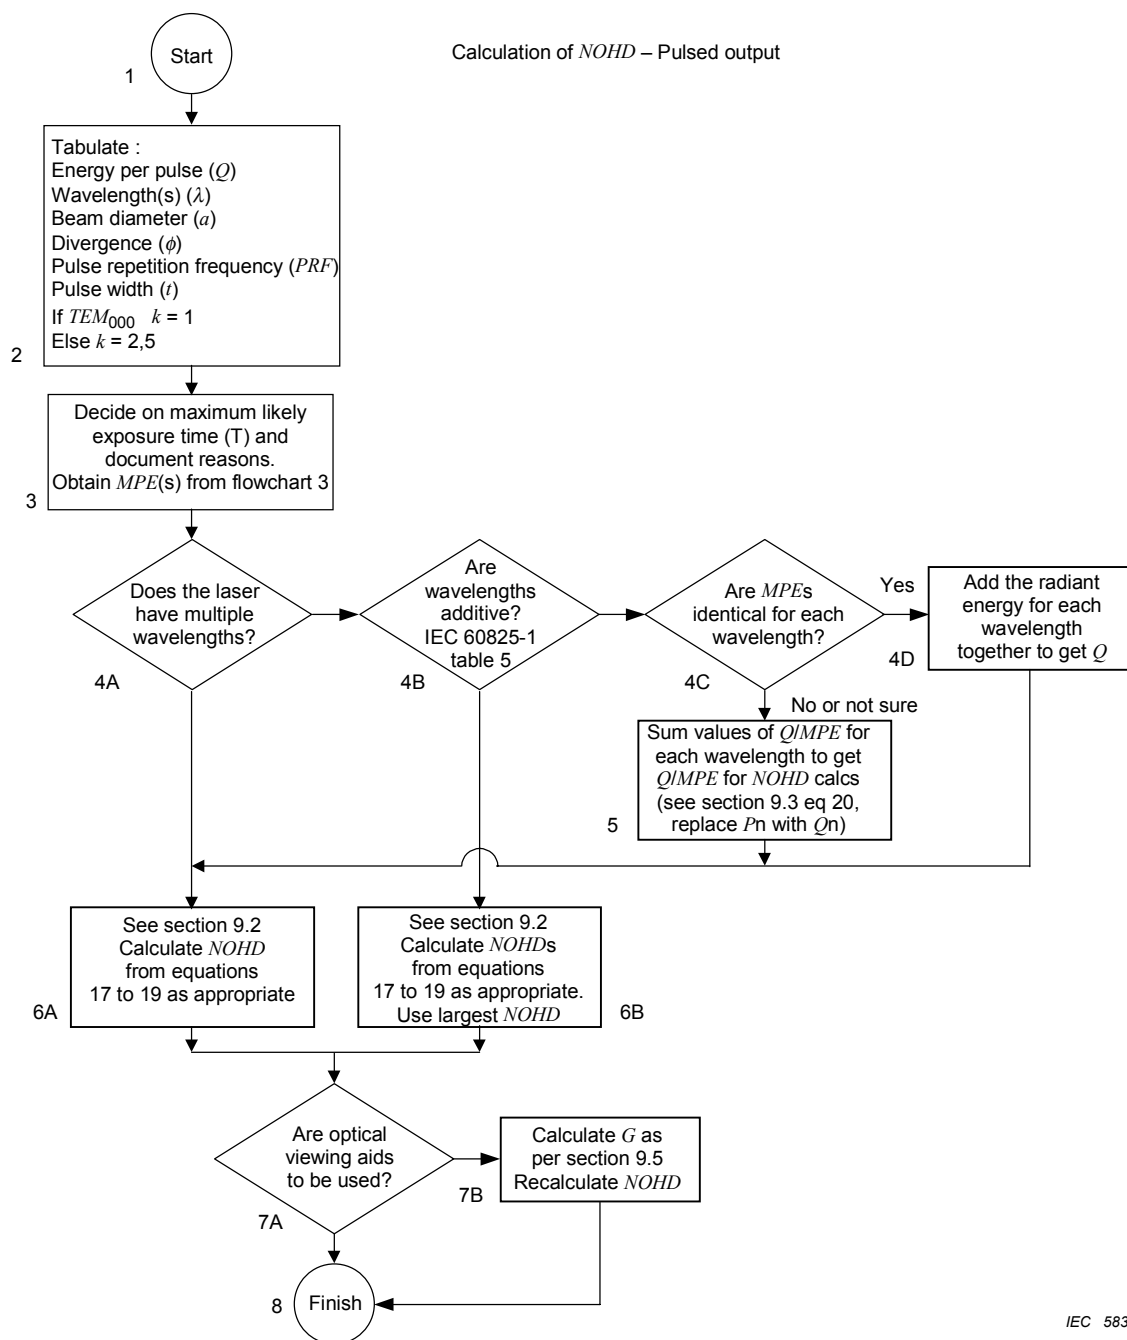 Calculation of NOHD – Pulsed output
Start
1
Tabulate :
Energy per pulse (Q)
Wavelength(s) (λ)
Beam diameter (a)
Divergence (ϕ)
Pulse repetition frequency (PRF)
Pulse width (t)
If TEM000 k = 1
Else k = 2,5
2
Decide on maximum likely
exposure time (T) and
document reasons.
Obtain MPE(s) from flowchart 3
3
Does the laser
have multiple
wavelengths?
4A
Are
wavelengths
additive?
IEC 60825-1
table 5
4B
Are MPEs
identical for each
wavelength?
4C
Yes
Add the radiant
energy for each
wavelength
together to get Q
4D
No or not sure
Sum values of Q/MPE for
each wavelength to get
Q/MPE for NOHD calcs
(see section 9.3 eq 20,
replace Pn with Qn)
5
See section 9.2
Calculate NOHD
from equations
17 to 19 as appropriate
6A
See section 9.2
Calculate NOHDs
from equations
17 to 19 as appropriate.
Use largest NOHD
6B
Are optical
viewing aids
to be used?
7A
Calculate G as
per section 9.5
Recalculate NOHD
7B
Finish
8
IEC 583